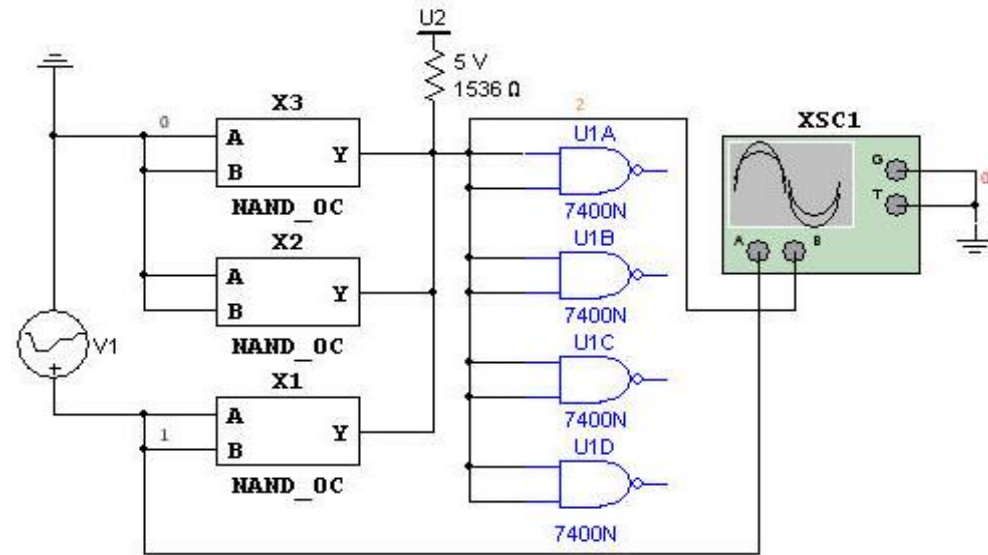 U2
5 V
1536 Ω
X3
0
A
B
Y
NAND_OC
X2
A
B
Y
NAND_OC
V1
+
X1
1
A
B
Y
NAND_OC
2
U1A
7400N
U1B
7400N
U1C
7400N
U1D
7400N
XSC1
G
T
A
B
0